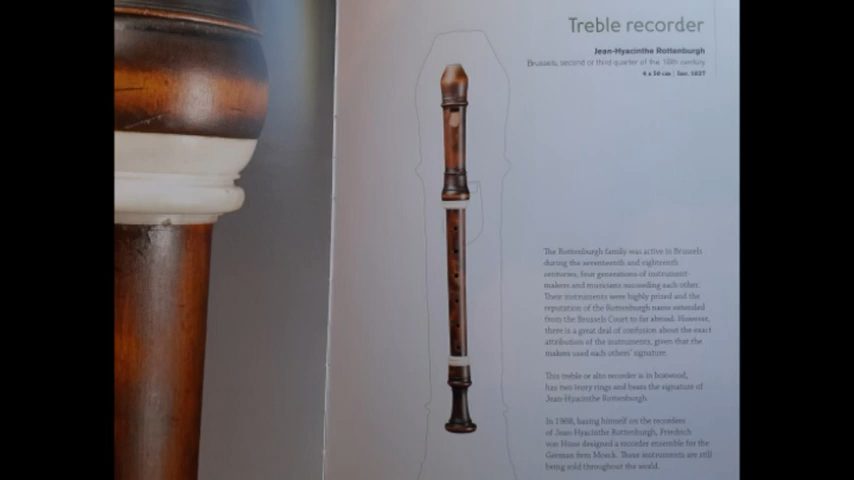 Treble recorder
Jean-Hyacinthe Rottenburgh
Brussels, second or third quarter of the 18th century
4 x 50 cm | Inv. 1027
The Rottenburgh family was active in Brussels
during the seventeenth and eighteenth
centuries, four generations of instrument-
makers and musicians succeeding each other.
Their instruments were highly prized and the
reputation of the Rottenburgh name extended
from the Brussels Court to far abroad. However,
there is a great deal of confusion about the exact
attribution of the instruments, given that the
makers used each others' signature.
This treble or alto recorder is in boxwood,
has two ivory rings and bears the signature of
Jean-Hyacinthe Rottenburgh.
In 1968, basing himself on the recorders
of Jean-Hyacinthe Rottenburgh, Friedrich
von Huene designed a recorder ensemble for the
German firm Moeck. These instruments are still
being sold throughout the world.